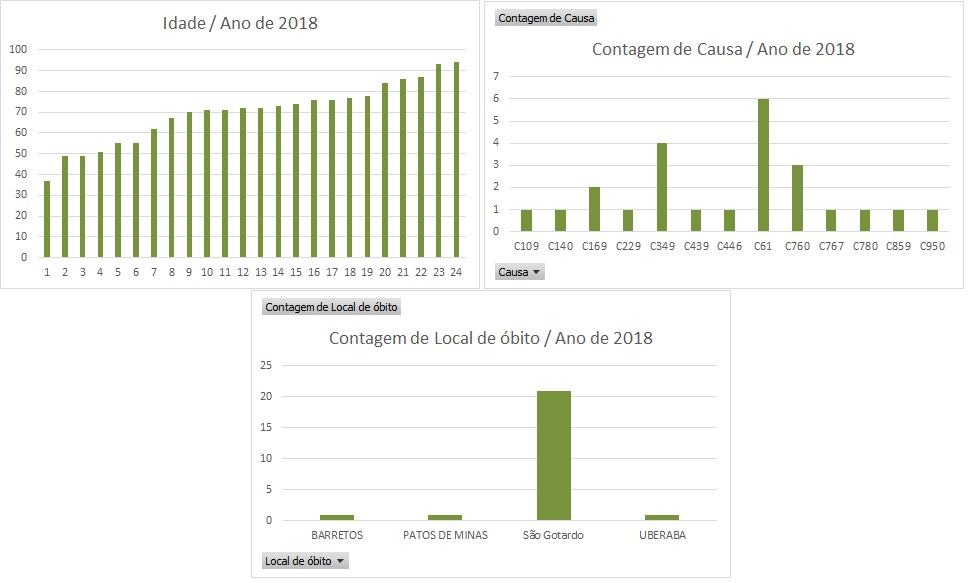 Idade / Ano de 2018
100
90
80
70
60
50
40
30
20
10
0
1 2 3 4 5 6 7 8 9 10 11 12 13 14 15 16 17 18 19 20 21 22 23 24
Contagem de Causa
Contagem de Causa / Ano de 2018
7
6
5
4
3
2
1
0
C109 C140 C169 C229 C349 C439 C446 C61 C760 C767 C780 C859 C950
Causa
Contagem de Local de óbito
Contagem de Local de óbito / Ano de 2018
25
20
15
10
5
0
BARRETOS PATOS DE MINAS São Gotardo UBERABA
Local de óbito